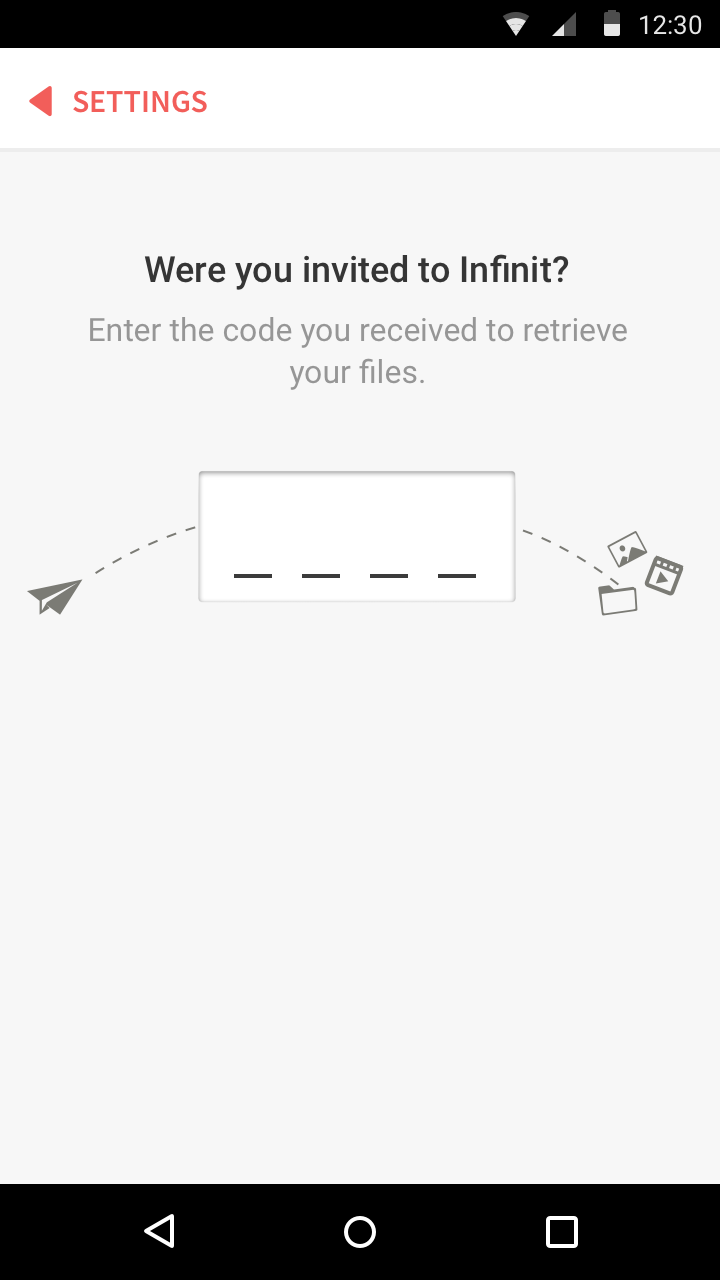 12:30
SETTINGS
Were you invited to Infinit?
Enter the code you received to retrieve
your files.